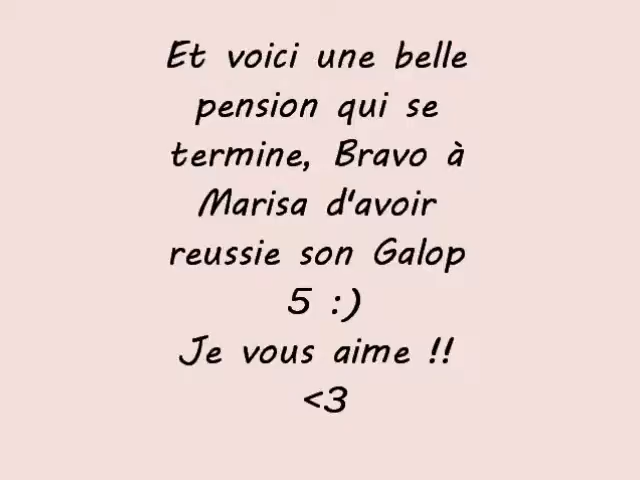 Et voici une belle
pension qui se
termine, Bravo à
Marisa d'avoir
reussie son Galop
5 :)
Je vous aime !!
<3